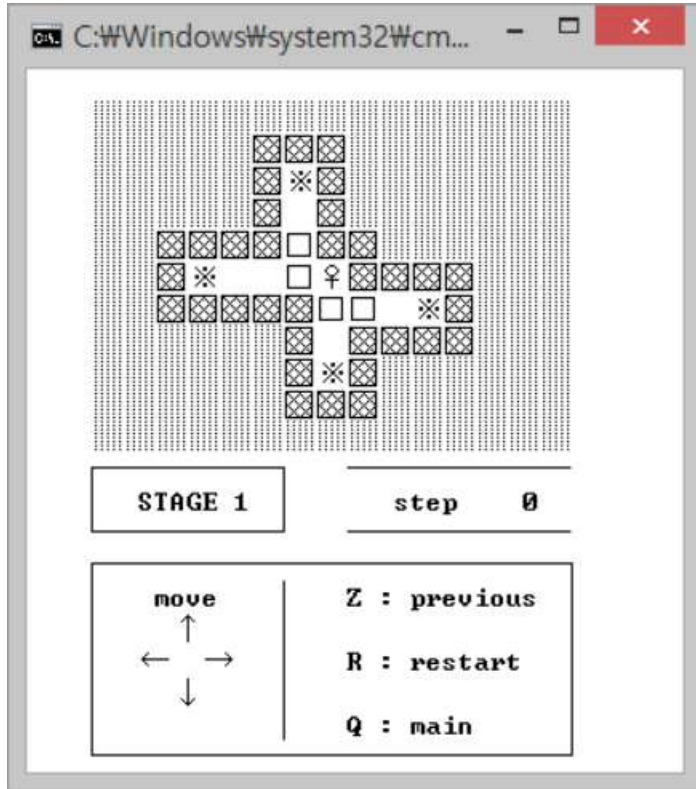 C:₩Windows₩system32₩cm...
STAGE 1
step 0
move
↑
← →
↓
Z : previous
R : restart
Q : main